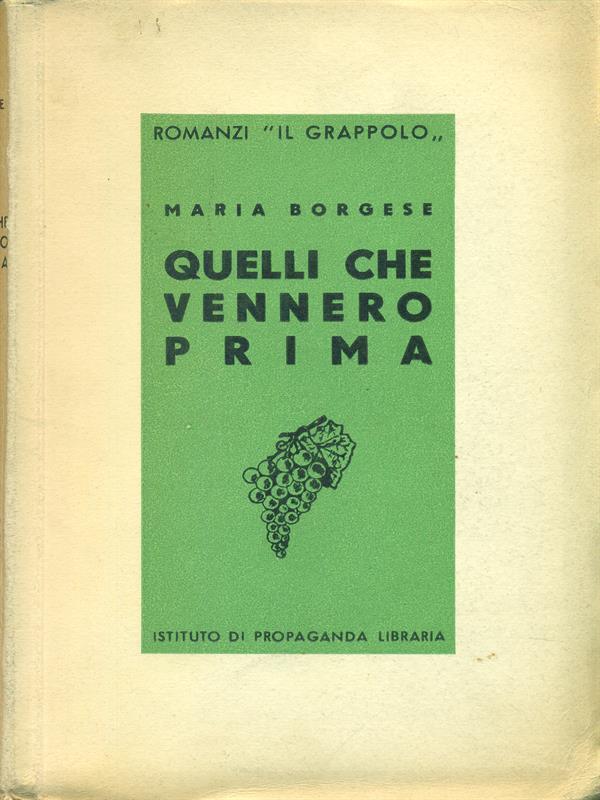 ROMANZI "IL GRAPPOLO„
MARIA BORGESE
QUELLI CHE
VENNERO
PRIMA
ISTITUTO DI PROPAGANDA LIBRARIA